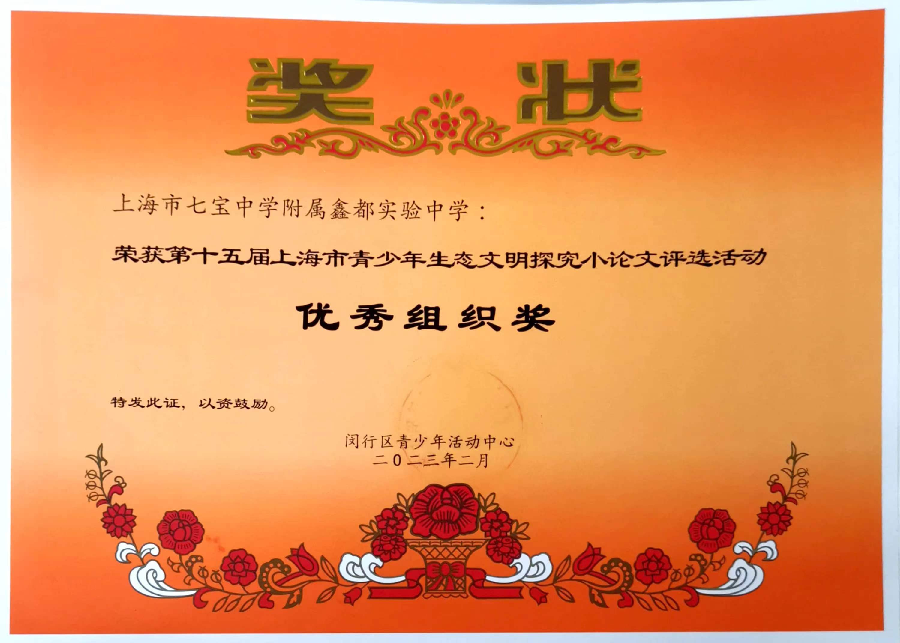 奖 状
上海市七宝中学附属鑫都实验中学：
荣获第十五届上海市青少年生态文明探究小论文评选活动
优秀组织奖
特发此证，以资鼓励。
闵行区青少年活动中心
二〇二三年二月